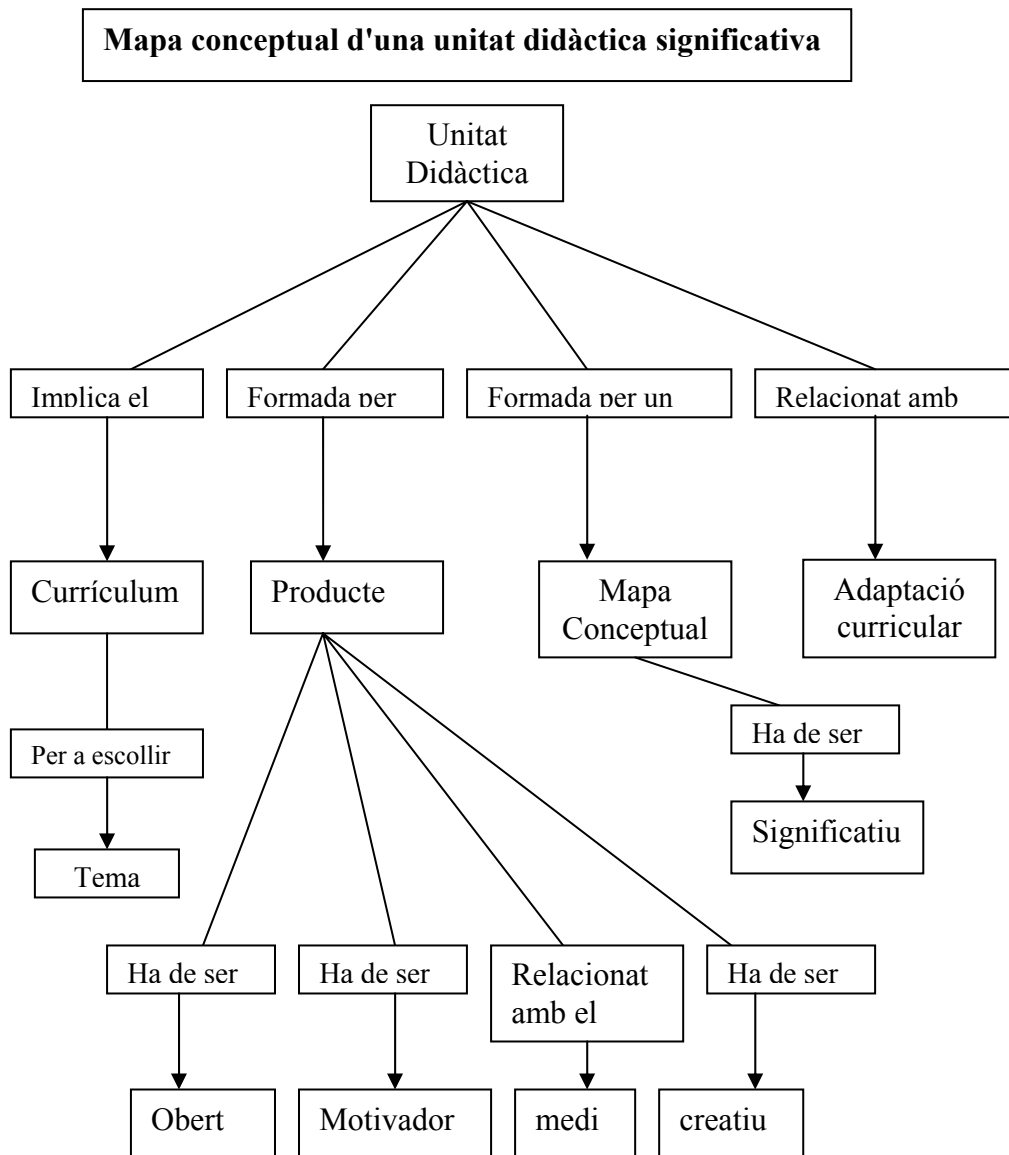 Mapa conceptual d'una unitat didàctica significativa
Unitat
Didàctica
Implica el
Formada per
Formada per un
Relacionat amb
Currículum
Producte
Mapa
Conceptual
Adaptació
curricular
Per a escollir
Ha de ser
Significatiu
Tema
Ha de ser
Ha de ser
Relacionat
amb el
Ha de ser
Obert
Motivador
medi
creatiu